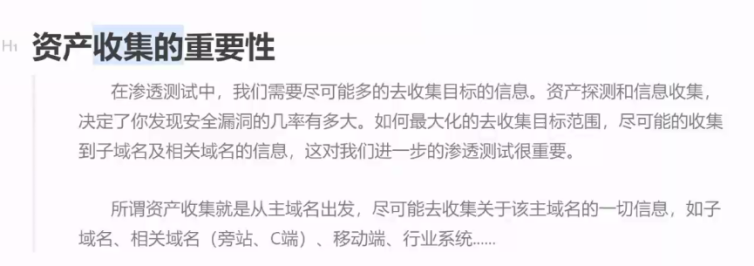 H1
资产收集的重要性
在渗透测试中，我们需要尽可能多的去收集目标的信息。资产探测和信息收集，
决定了你发现安全漏洞的几率有多大。如何最大化的去收集目标范围，尽可能的收集
到子域名及相关域名的信息，这对我们进一步的渗透测试很重要。
所谓资产收集就是从主域名出发，尽可能去收集关于该主域名的一切信息，如子
域名、相关域名（旁站、C端）、移动端、行业系统......